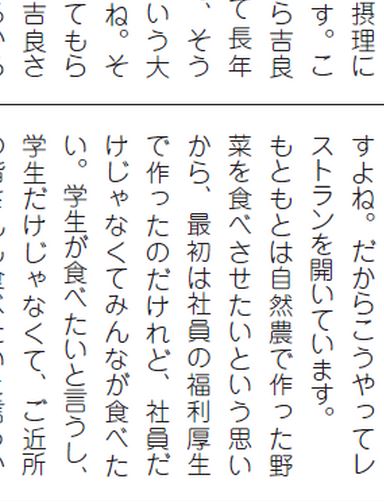 摂理に
す。こ
ら吉良
て長年
、そう
いう大
ね。そ
てもら
吉良さ
すよね。だからこうやってレ
ストランを開いています。
もともとは自然農で作った野
菜を食べさせたいという思い
から、最初は社員の福利厚生
で作ったのだけれど、社員だ
けじゃなくてみんなが食べた
い。学生が食べたいと言うし、
学生だけじゃなくて、ご近所